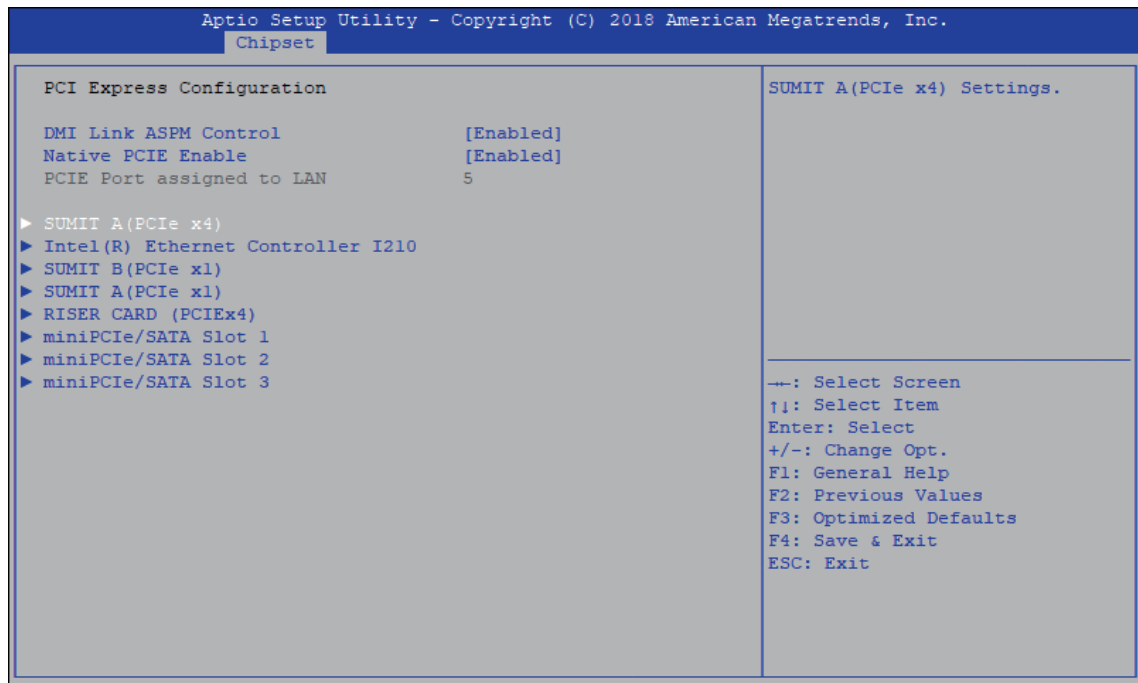 Aptio Setup Utility - Copyright (C) 2018 American Megatrends, Inc.
Chipset
PCI Express Configuration
DMI Link ASPM Control [Enabled]
Native PCIE Enable [Enabled]
PCIE Port assigned to LAN 5
▶ SUMIT A(PCIe x4)
▶ Intel(R) Ethernet Controller I210
▶ SUMIT B(PCIe x1)
▶ SUMIT A(PCIe x1)
▶ RISER CARD (PCIEx4)
▶ miniPCIe/SATA Slot 1
▶ miniPCIe/SATA Slot 2
▶ miniPCIe/SATA Slot 3
SUMIT A(PCIe x4) Settings.
→←: Select Screen
↑↓: Select Item
Enter: Select
+/-: Change Opt.
F1: General Help
F2: Previous Values
F3: Optimized Defaults
F4: Save & Exit
ESC: Exit